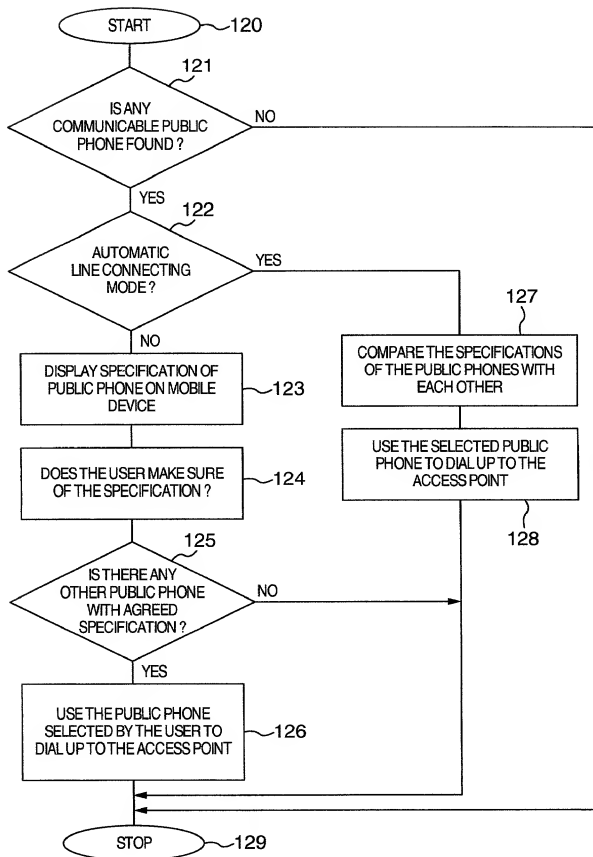 START
120
121
IS ANY
COMMUNICABLE PUBLIC
PHONE FOUND ?
NO
YES
122
AUTOMATIC
LINE CONNECTING
MODE ?
YES
NO
127
COMPARE THE SPECIFICATIONS
OF THE PUBLIC PHONES WITH
EACH OTHER
DISPLAY SPECIFICATION OF
PUBLIC PHONE ON MOBILE
DEVICE
123
USE THE SELECTED PUBLIC
PHONE TO DIAL UP TO THE
ACCESS POINT
128
DOES THE USER MAKE SURE
OF THE SPECIFICATION ?
124
125
IS THERE ANY
OTHER PUBLIC PHONE
WITH AGREED
SPECIFICATION ?
NO
YES
USE THE PUBLIC PHONE
SELECTED BY THE USER TO
DIAL UP TO THE ACCESS POINT
126
STOP
129